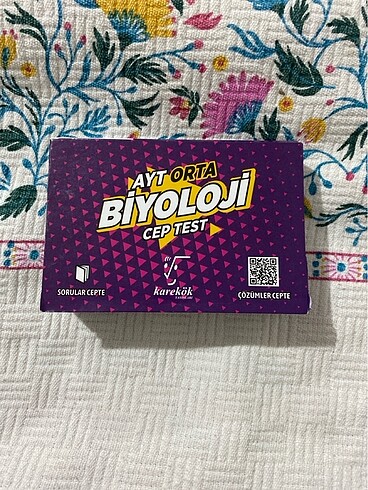 AYT ORTA
BİYOLOJİ
CEP TEST
SORULAR CEPTE
karekök
ÇÖZÜMLER CEPTE